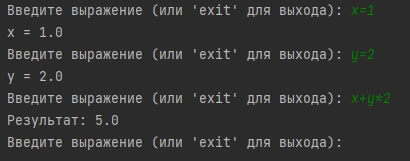 Введите выражение (или 'exit' для выхода): x=1
x = 1.0
Введите выражение (или 'exit' для выхода): y=2
y = 2.0
Введите выражение (или 'exit' для выхода): x+y*2
Результат: 5.0
Введите выражение (или 'exit' для выхода):